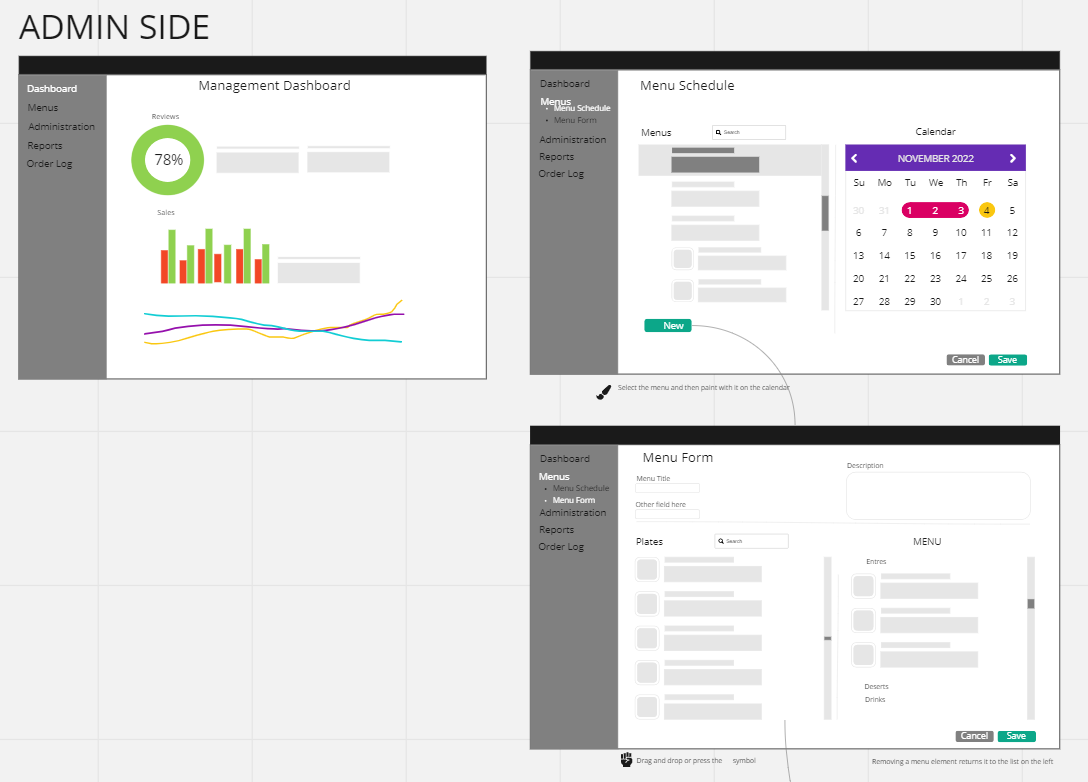 ADMIN SIDE
Dashboard
Menus
Administration
Reports
Order Log
Management Dashboard
Reviews
78%
Sales
Dashboard
Menus
• Menu Schedule
• Menu Form
Administration
Reports
Order Log
Menu Schedule
Menus
Search
New
Calendar
NOVEMBER 2022
Su Mo Tu We Th Fr Sa
30 31 1 2 3 4 5
6 7 8 9 10 11 12
13 14 15 16 17 18 19
20 21 22 23 24 25 26
27 28 29 30 1 2 3
Cancel Save
Select the menu and then paint with it on the calendar
Dashboard
Menus
• Menu Schedule
• Menu Form
Administration
Reports
Order Log
Menu Form
Menu Title
Other field here
Description
Plates
Search
MENU
Entres
Deserts
Drinks
Cancel Save
Drag and drop or press the symbol
Removing a menu element returns it to the list on the left